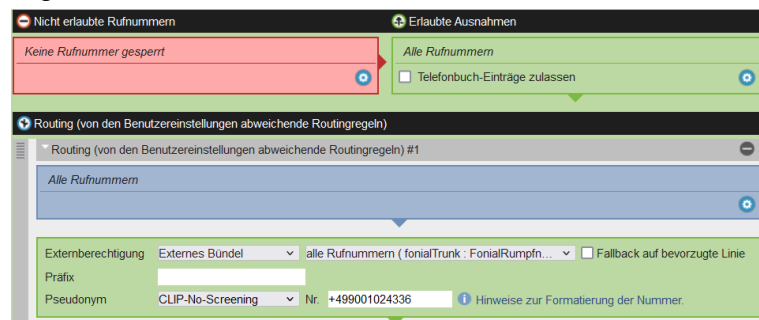 Nicht erlaubte Rufnummern
Erlaubte Ausnahmen
Keine Rufnummer gesperrt
Alle Rufnummern
Telefonbuch-Einträge zulassen
Routing (von den Benutzereinstellungen abweichende Routingregeln)
Routing (von den Benutzereinstellungen abweichende Routingregeln) #1
Alle Rufnummern
Externberechtigung Externes Bündel alle Rufnummern ( fonialTrunk : FonialRumpfn... Fallback auf bevorzugte Linie
Präfix
Pseudonym CLIP-No-Screening Nr. +499001024336 Hinweise zur Formatierung der Nummer.